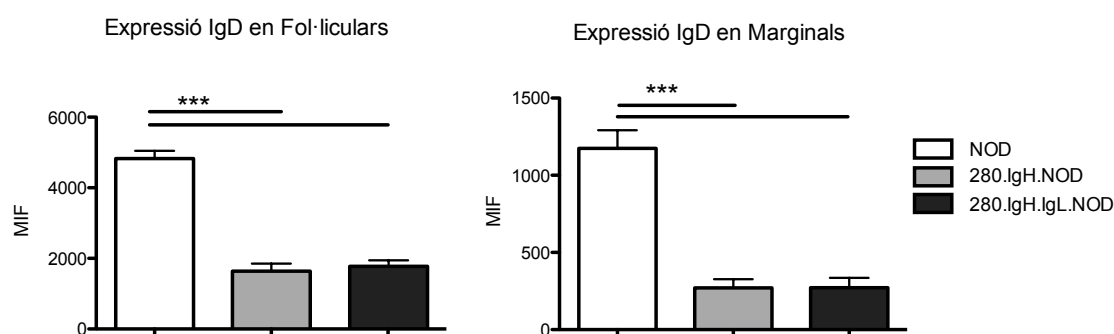 Expressió IgD en Fol·liculars
***
6000
4000
2000
0
MIF
Expressió IgD en Marginals
***
1500
1000
500
0
MIF
NOD
280.IgH.NOD
280.IgH.IgL.NOD